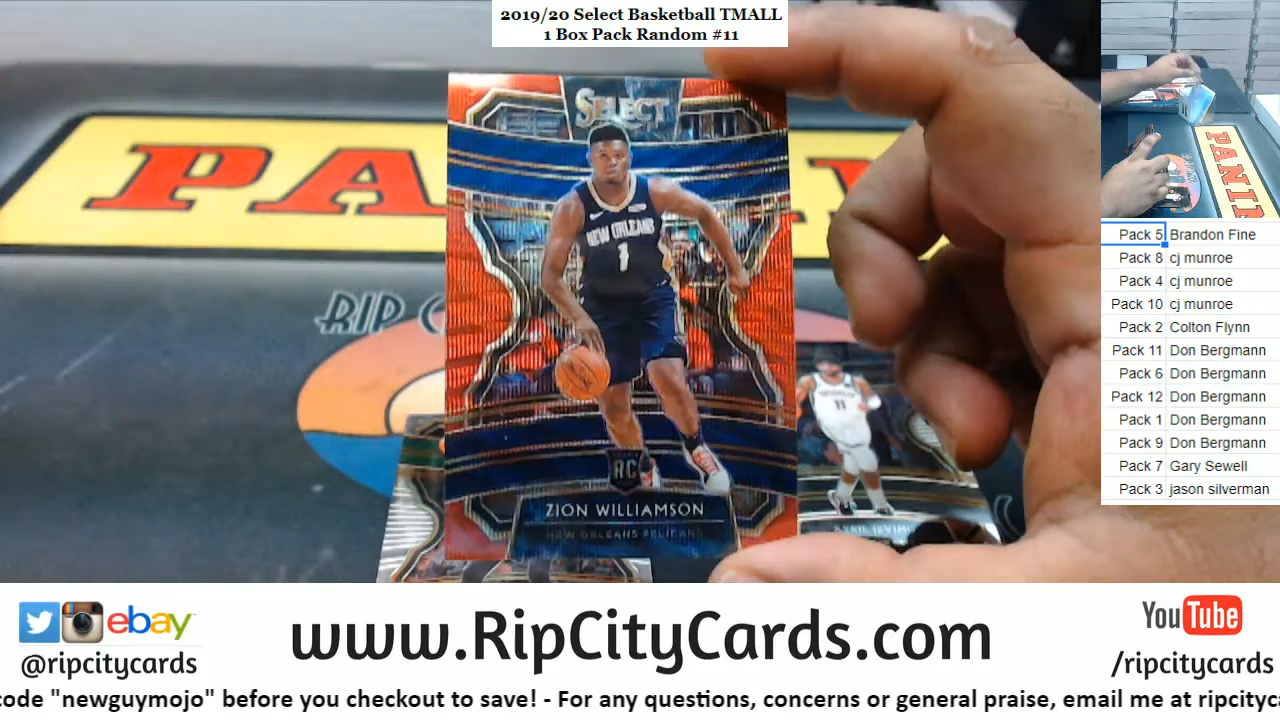 2019/20 Select Basketball TMALL
1 Box Pack Random #11
SELECT
PANINI
PANINI
NEW ORLEANS
1
11
RIP C
RC
ZION WILLIAMSON
NEW ORLEANS PELICANS
Pack 5 Brandon Fine
Pack 8 cj munroe
Pack 4 cj munroe
Pack 10 cj munroe
Pack 2 Colton Flynn
Pack 11 Don Bergmann
Pack 6 Don Bergmann
Pack 12 Don Bergmann
Pack 1 Don Bergmann
Pack 9 Don Bergmann
Pack 7 Gary Sewell
Pack 3 jason silverman
ebay
@ripcitycards
www.RipCityCards.com
YouTube
/ripcitycards
code "newguymojo" before you checkout to save! - For any questions, concerns or general praise, email me at ripcityca